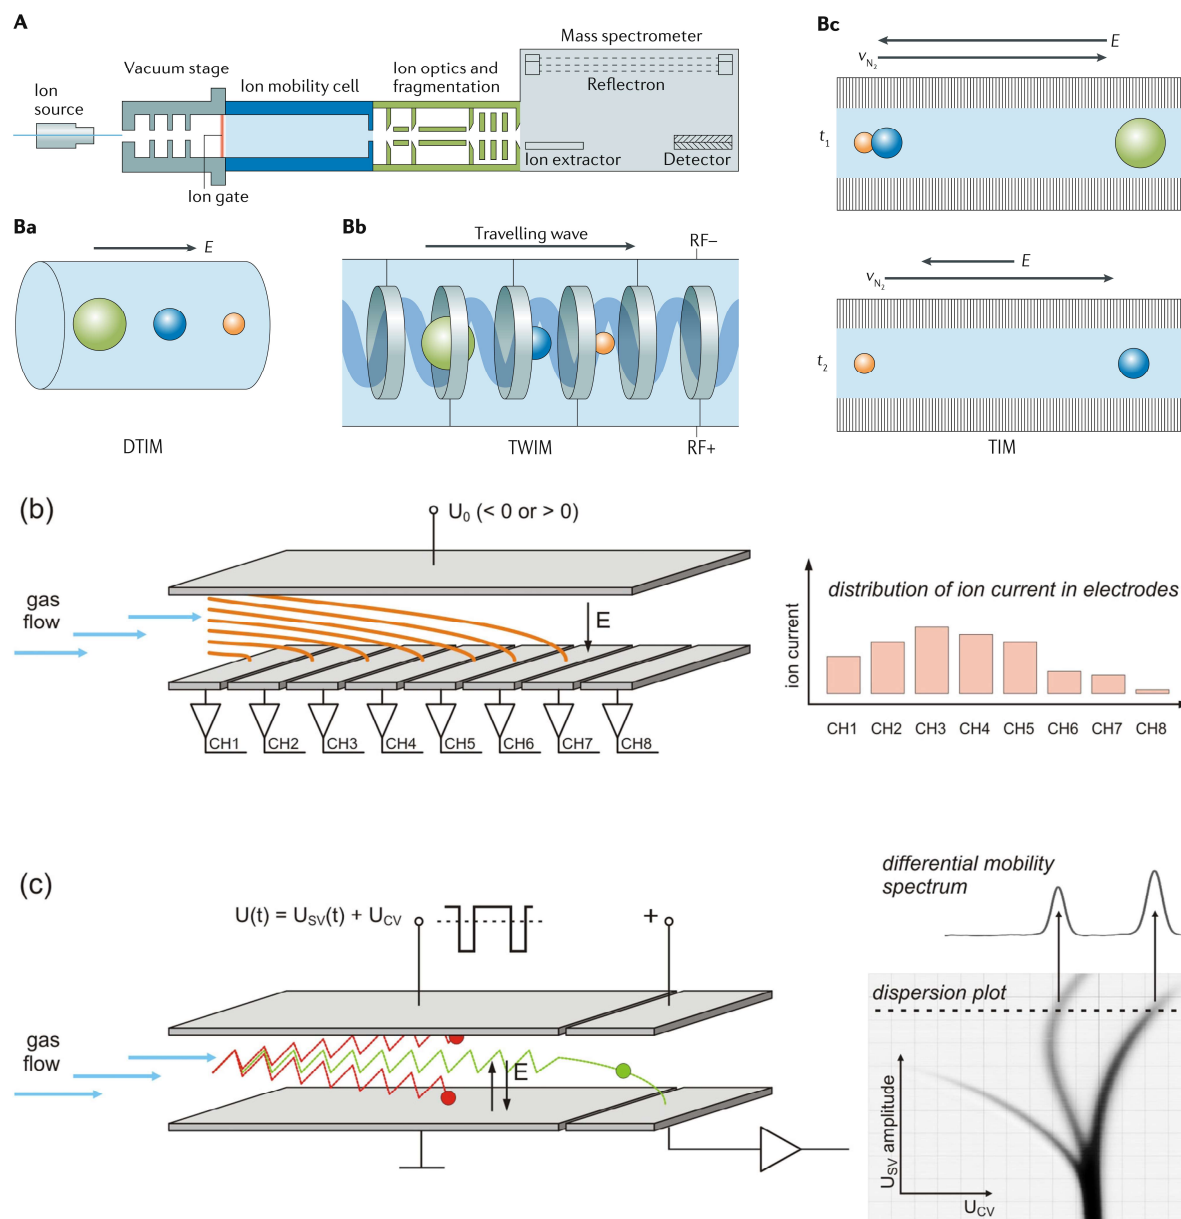 A
Ion
source
Vacuum stage
Ion mobility cell
Ion optics and
fragmentation
Mass spectrometer
Reflectron
Ion extractor
Detector
Ion gate
Ba
E
DTIM
Bb
Travelling wave
RF–
RF+
TWIM
Bc
E
vN2
t1
E
vN2
t2
TIM
(b)
U0 (< 0 or > 0)
gas
flow
E
CH1 CH2 CH3 CH4 CH5 CH6 CH7 CH8
distribution of ion current in electrodes
ion current
CH1 CH2 CH3 CH4 CH5 CH6 CH7 CH8
(c)
U(t) = USV(t) + UCV
+
gas
flow
E
differential mobility
spectrum
dispersion plot
USV amplitude
UCV